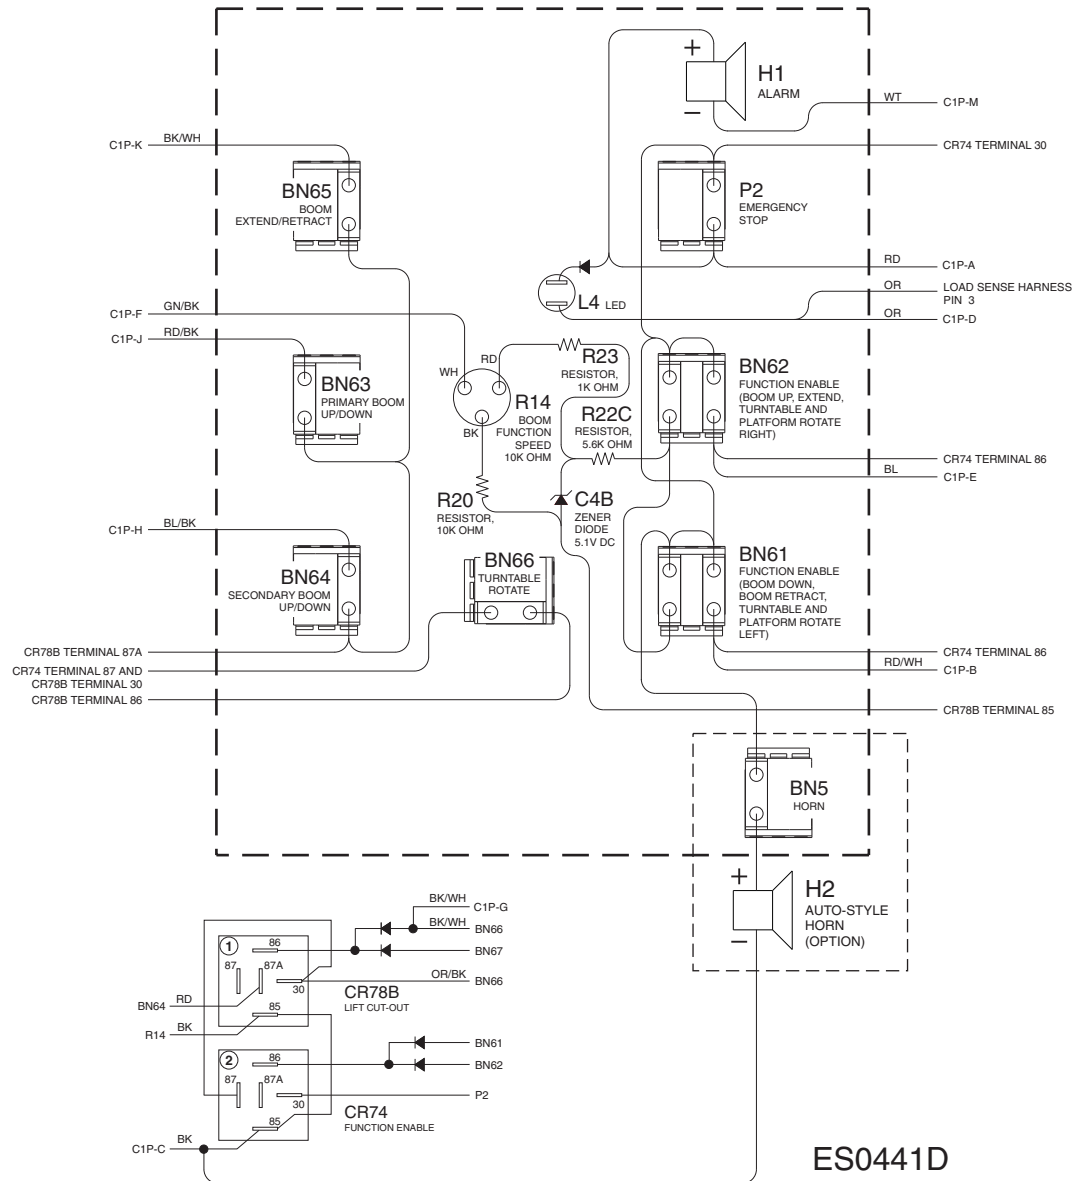 +
H1
ALARM
−
WT
C1P-M
C1P-K
BK/WH
CR74 TERMINAL 30
BN65
BOOM
EXTEND/RETRACT
P2
EMERGENCY
STOP
RD
C1P-A
OR
LOAD SENSE HARNESS
PIN 3
L4 LED
OR
C1P-D
C1P-F
GN/BK
C1P-J
RD/BK
WH
RD
R23
RESISTOR,
1K OHM
BN63
PRIMARY BOOM
UP/DOWN
R14
BOOM
FUNCTION
SPEED
10K OHM
BK
R22C
RESISTOR,
5.6K OHM
BN62
FUNCTION ENABLE
(BOOM UP, EXTEND,
TURNTABLE AND
PLATFORM ROTATE
RIGHT)
CR74 TERMINAL 86
BL
C1P-E
R20
RESISTOR,
10K OHM
C4B
ZENER
DIODE
5.1V DC
C1P-H
BL/BK
BN64
SECONDARY BOOM
UP/DOWN
BN66
TURNTABLE
ROTATE
BN61
FUNCTION ENABLE
(BOOM DOWN,
BOOM RETRACT,
TURNTABLE AND
PLATFORM ROTATE
LEFT)
CR78B TERMINAL 87A
CR74 TERMINAL 87 AND
CR78B TERMINAL 30
CR78B TERMINAL 86
CR74 TERMINAL 86
RD/WH
C1P-B
CR78B TERMINAL 85
BN5
HORN
+
H2
AUTO-STYLE
HORN
(OPTION)
−
BK/WH
C1P-G
BK/WH
BN66
BN67
OR/BK
BN66
1
86
87
87A
30
85
CR78B
LIFT CUT-OUT
BN64
RD
R14
BK
BN61
BN62
2
86
87
87A
30
85
P2
CR74
FUNCTION ENABLE
C1P-C
BK
ES0441D